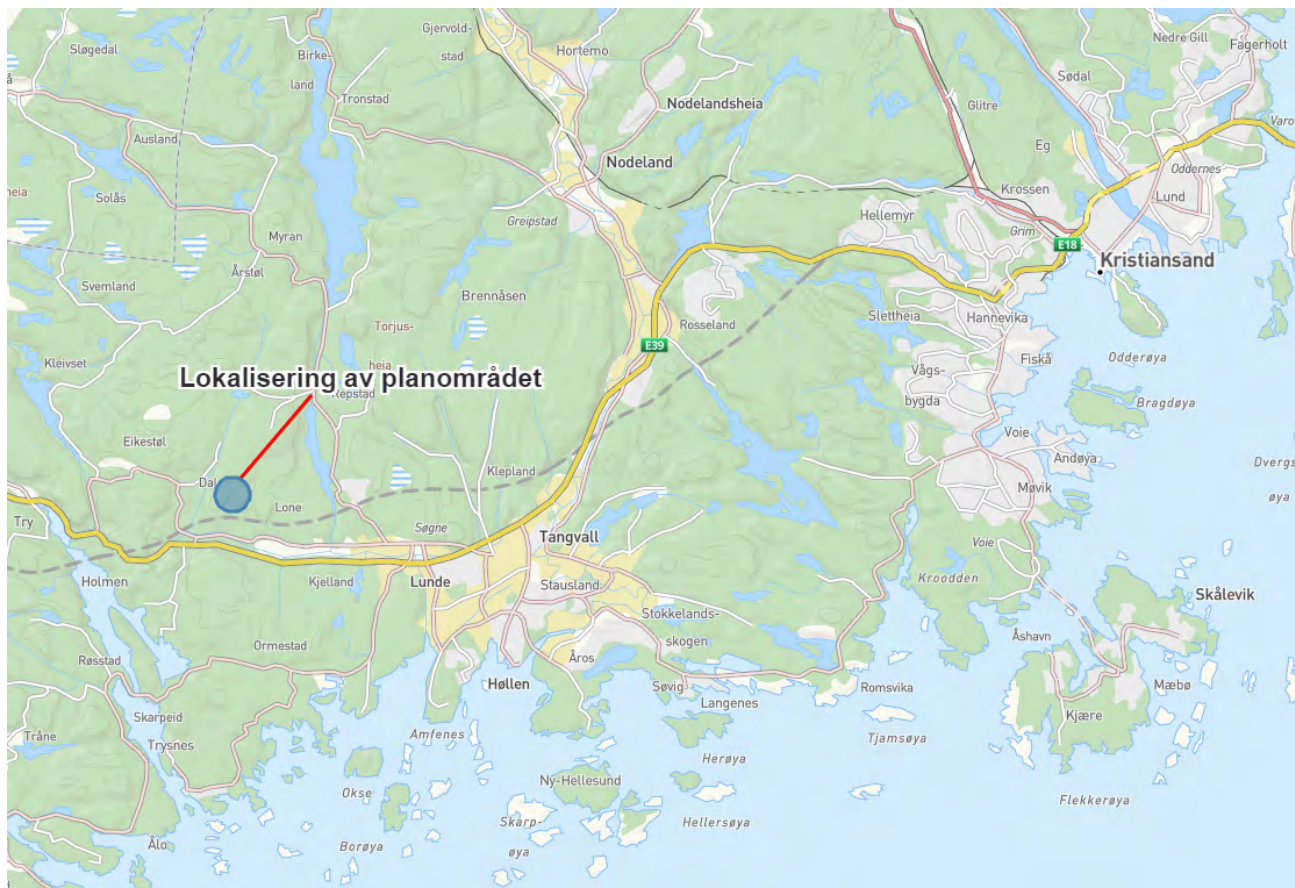 Gjervold-
stad
Sløgedal
Birke-
land
Hortemo
Nedre Gill
Fagerholt
Sødal
Tronstad
Nodelandsheia
Glitre
Ausland
Varo
Eg
Nodeland
Oddernes
heia
Solås
Krossen
Lund
Greipstad
Hellemyr
Grim
Myran
E18
Kristiansand
Årstøl
Svemland
Brennåsen
Torjus-
heia
Rosseland
Slettheia
Hannevika
E39
Fiskå
Odderøya
Kleivset
Vågs-
bygda
Lokalisering av planområdet
Repstad
Bragdøya
Eikestøl
Voie
Andøya
Klepland
Dvergs
øya
Dal
Lone
Møvik
Try
Søgne
Tangvall
Voie
Holmen
Kjelland
Lunde
Stausland
Kroodden
Skålevik
Stokkelands-
skogen
Ormestad
Åshavn
Røsstad
Åros
Høllen
Søvig
Langenes
Romsvika
Mæbø
Skarpeid
Kjære
Tråne
Trysnes
Amfenes
Tjamsøya
Herøya
Ny-Hellesund
Okse
Flekkerøya
Skarp-
øya
Hellersøya
Ålo
Borøya